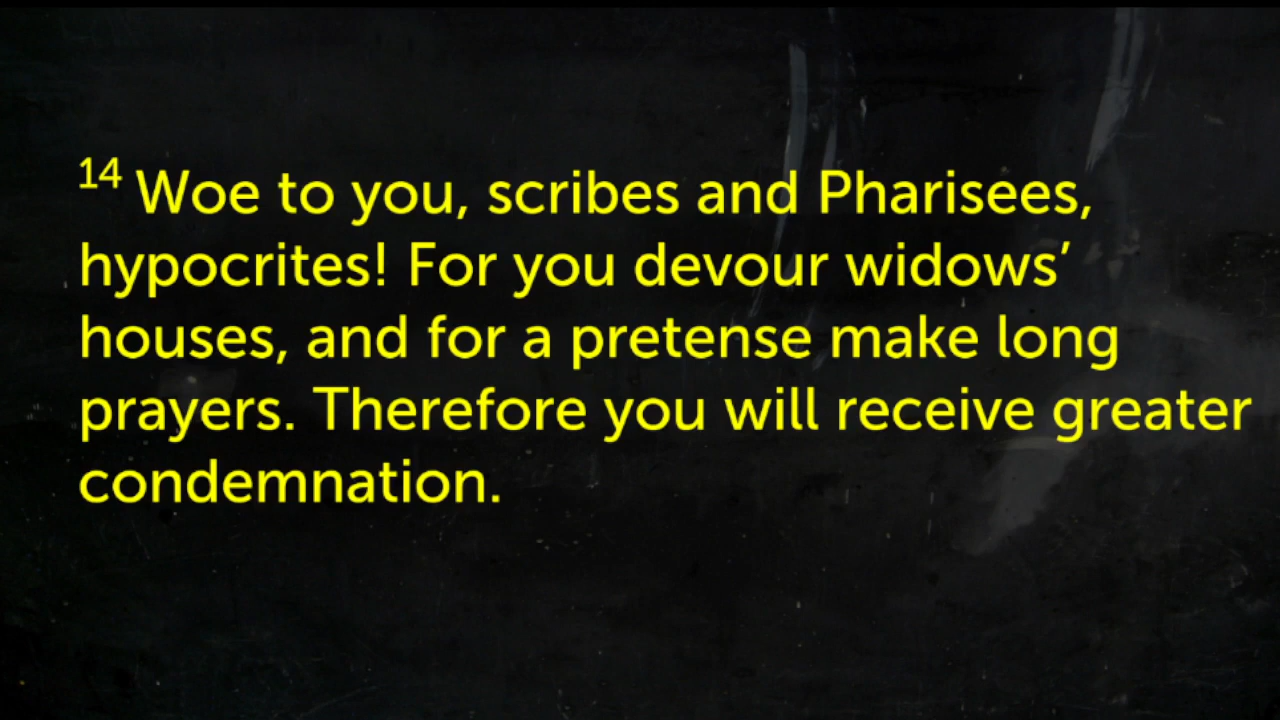 14 Woe to you, scribes and Pharisees,
hypocrites! For you devour widows’
houses, and for a pretense make long
prayers. Therefore you will receive greater
condemnation.